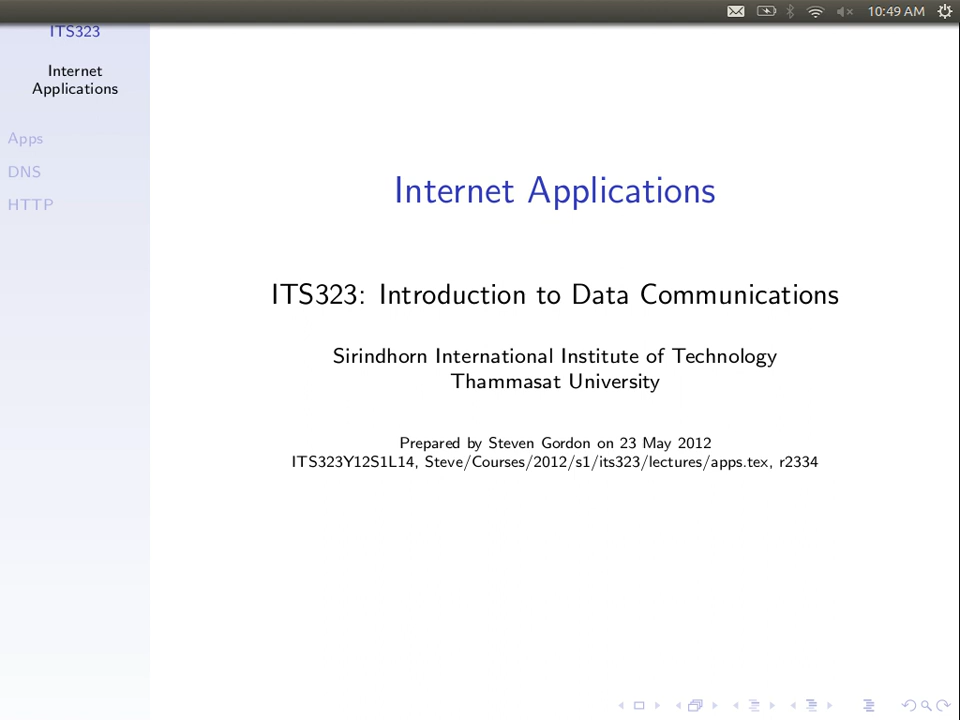 10:49 AM
ITS323
Internet
Applications
Apps
DNS
HTTP
Internet Applications
ITS323: Introduction to Data Communications
Sirindhorn International Institute of Technology
Thammasat University
Prepared by Steven Gordon on 23 May 2012
ITS323Y12S1L14, Steve/Courses/2012/s1/its323/lectures/apps.tex, r2334